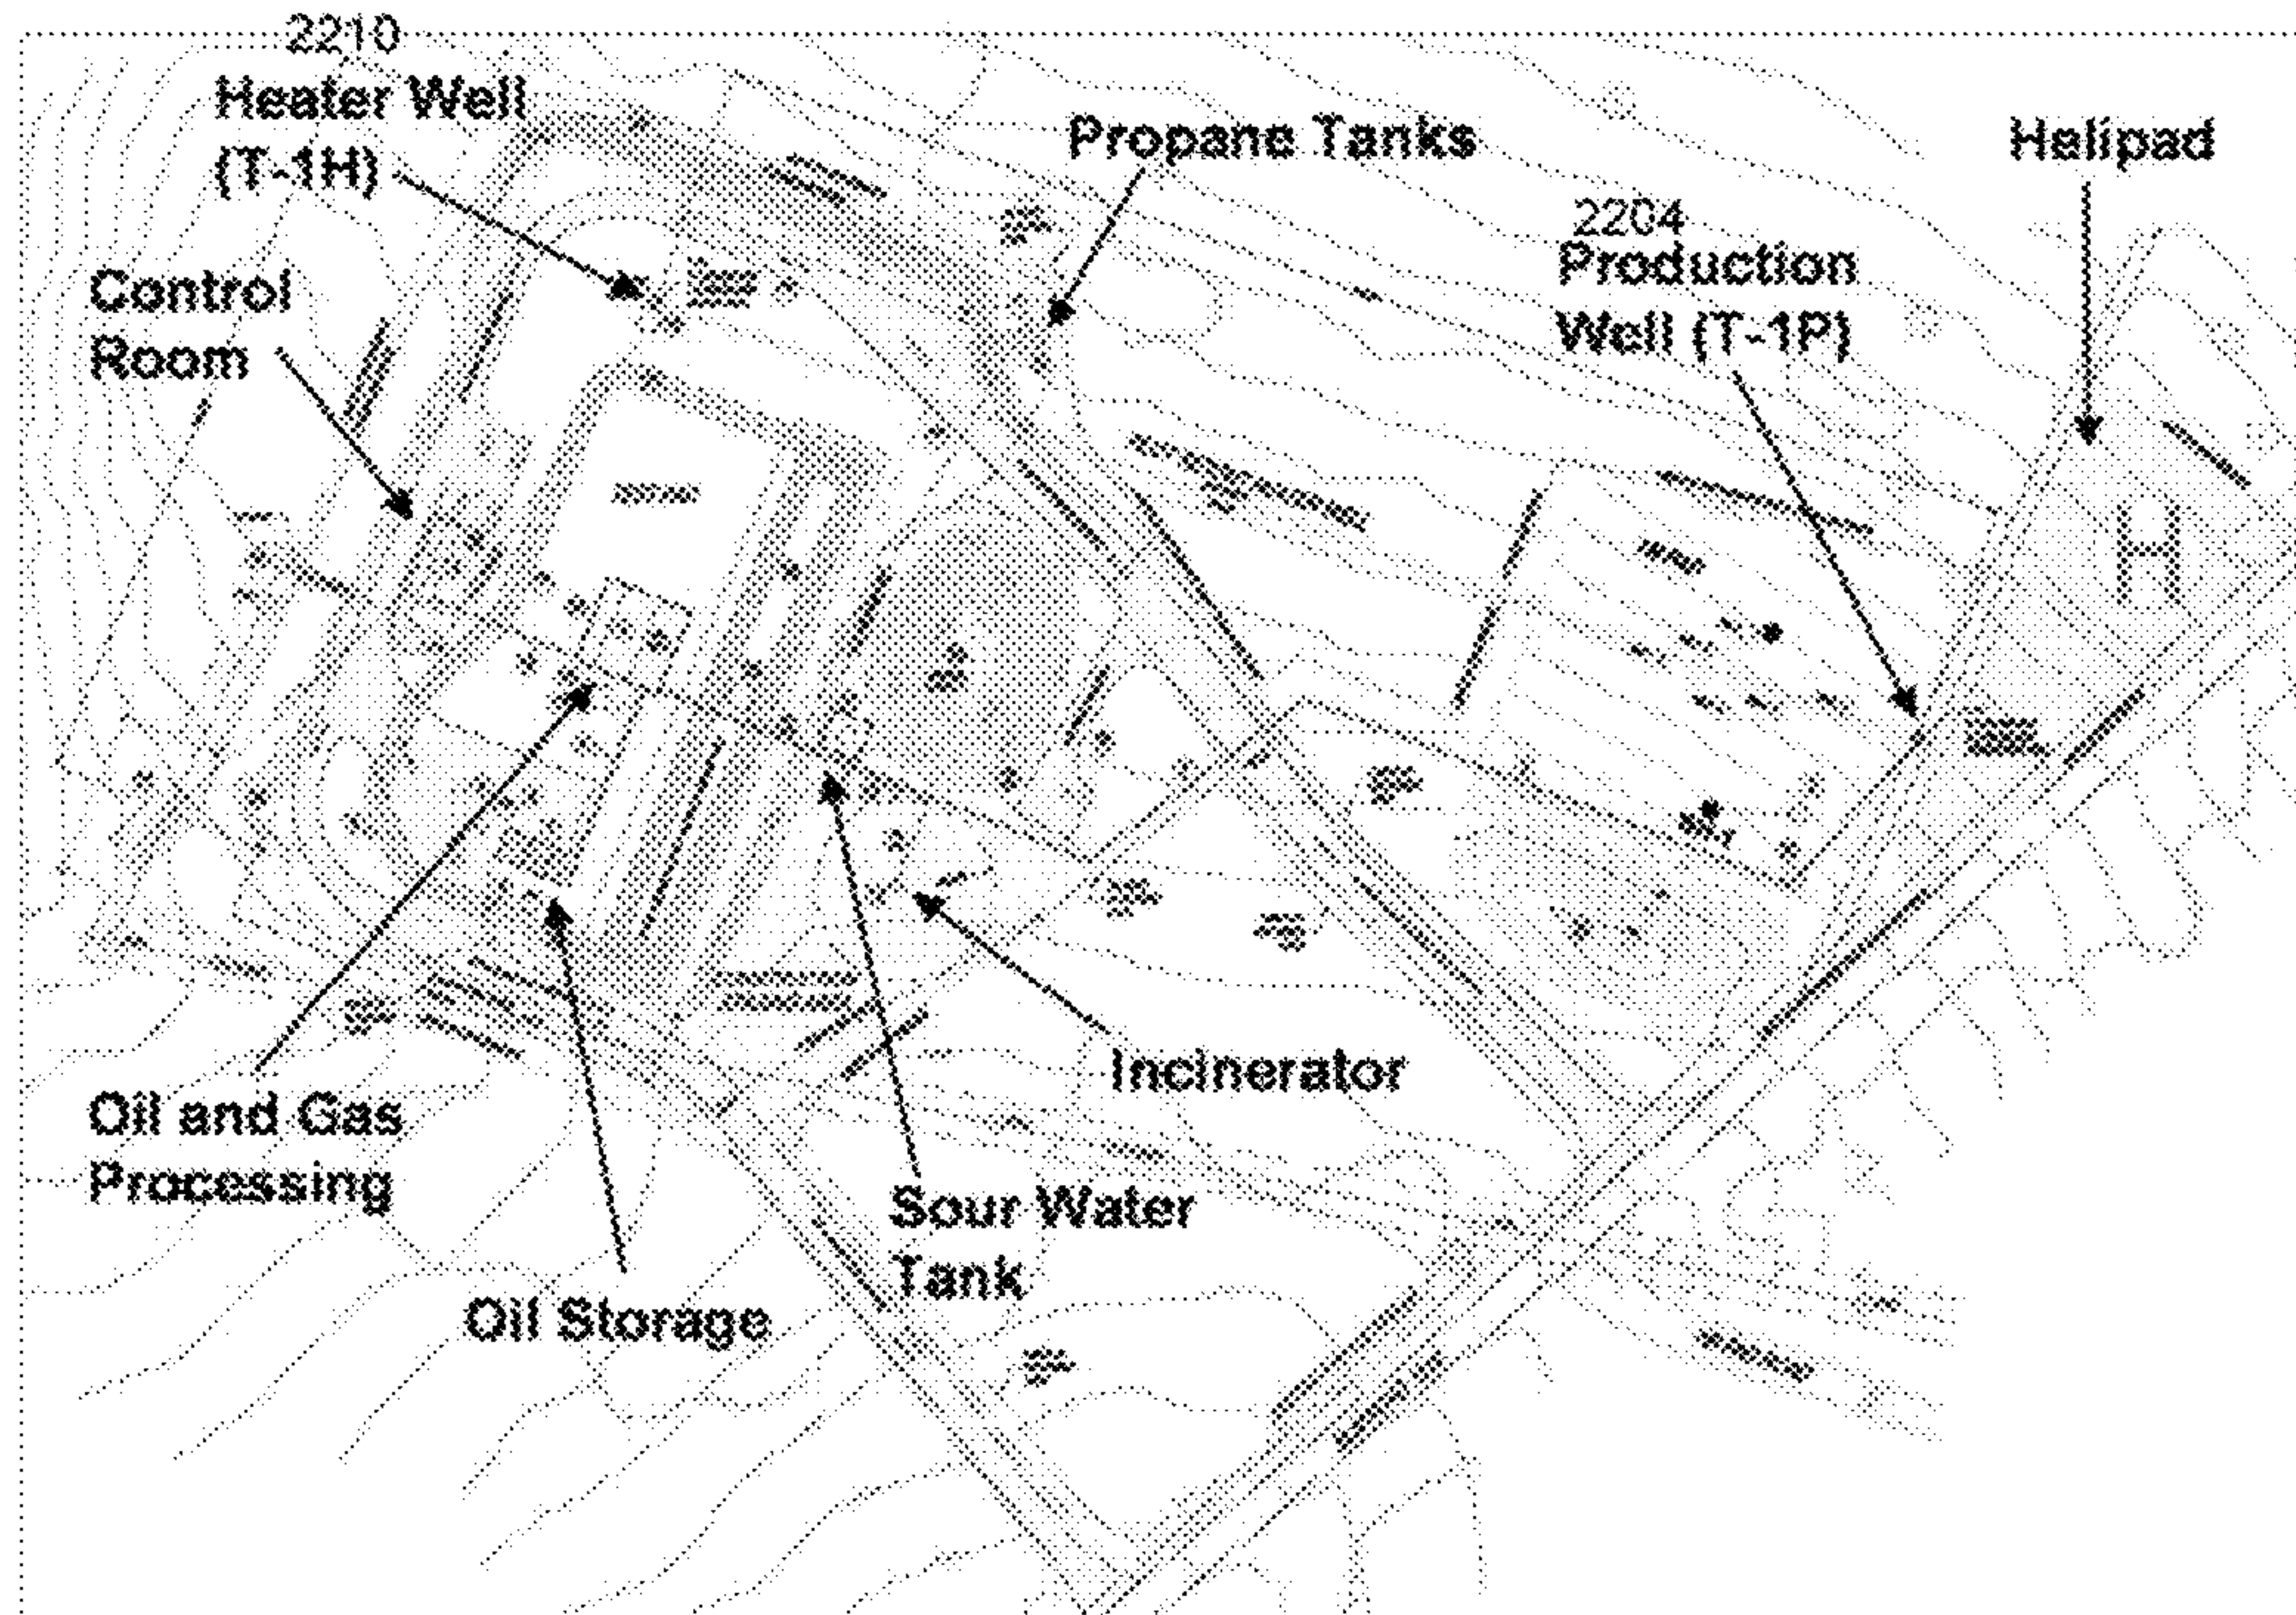 2210
Heater Well
(T-1H)
Propane Tanks
Helipad
2204
Production
Well (T-1P)
Control
Room
H
Incinerator
Oil and Gas
Processing
Sour Water
Tank
Oil Storage